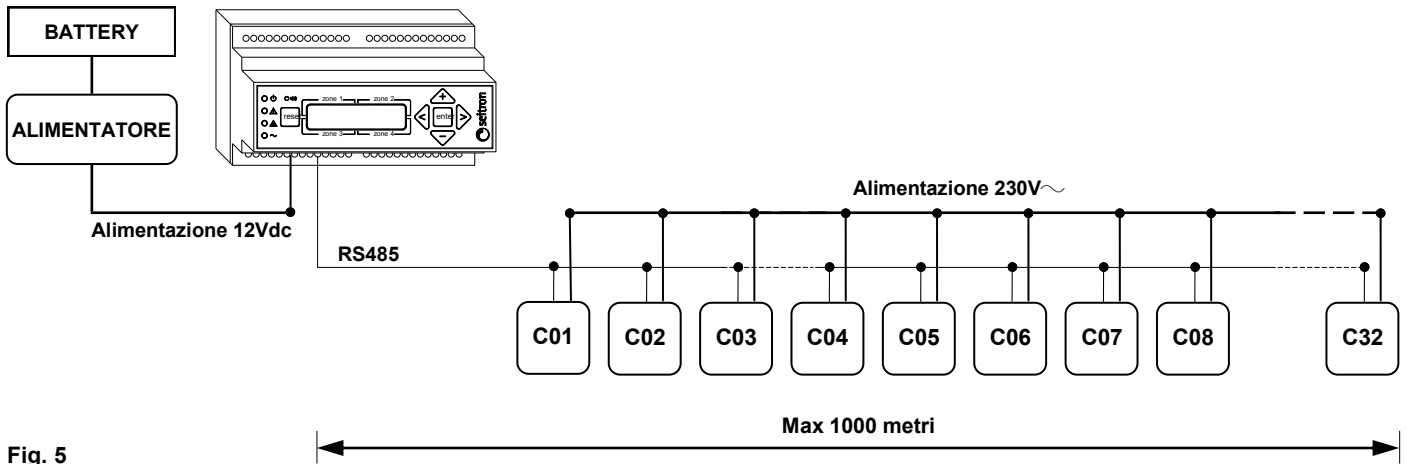 BATTERY
ALIMENTATORE
Alimentazione 12Vdc
zone 1
zone 2
reset
enter
zone 3
zone 4
seitron
RS485
Alimentazione 230V~
C01
C02
C03
C04
C05
C06
C07
C08
C32
Max 1000 metri
Fig. 5